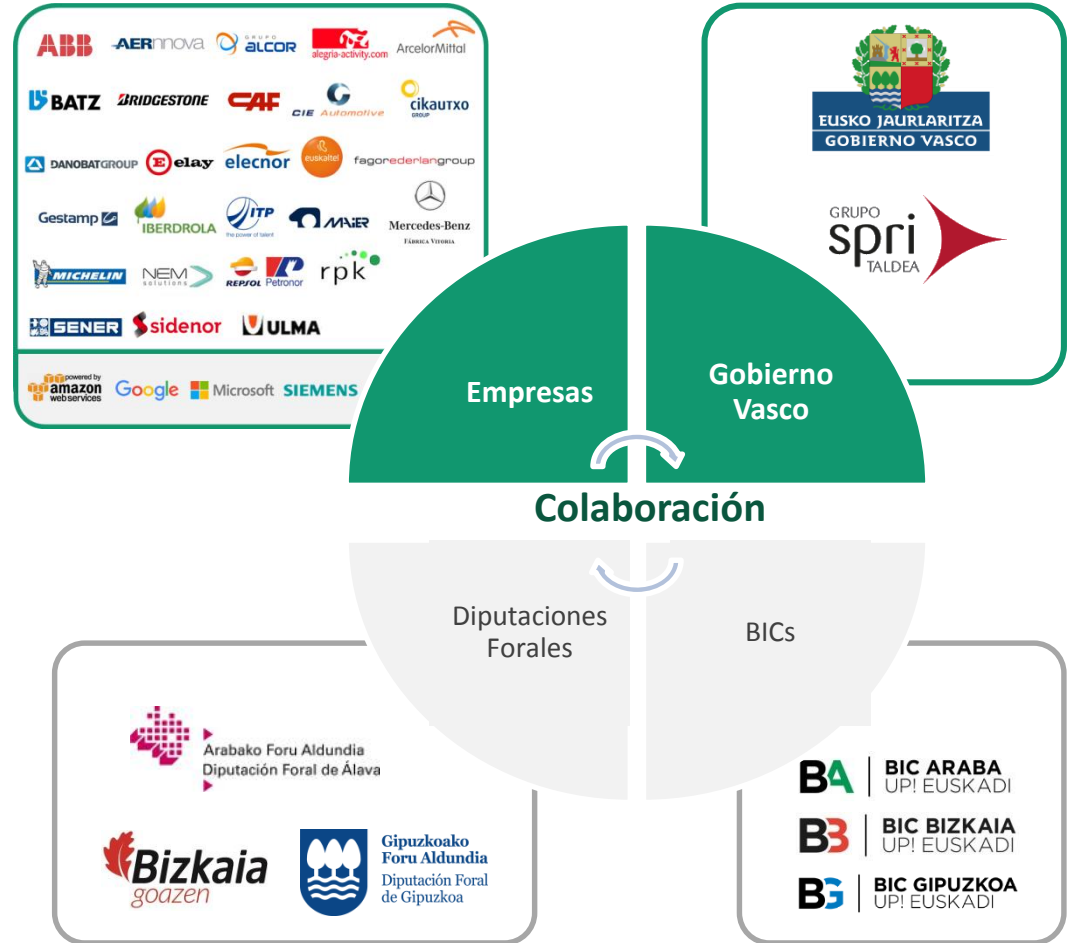 ABB
AERnnova
GRUPO
alcor
alegria-activity.com
ArcelorMittal
BATZ
BRIDGESTONE
CAF
CIE Automotive
cikautxo
GROUP
DANOBATGROUP
E elay
elecnor
euskaltel
fagorederlangroup
Gestamp
IBERDROLA
ITP
the power of talent
MAIER
Mercedes-Benz
FÁBRICA VITORIA
MICHELIN
NEM
solutions
REPSOL
Petronor
rpk
SENER
Ssidenor
ULMA
powered by
amazon
webservices
Google
Microsoft
SIEMENS
EUSKO JAURLARITZA
GOBIERNO VASCO
GRUPO
spri
TALDEA
Empresas
Gobierno
Vasco
Colaboración
Diputaciones
Forales
BICs
Arabako Foru Aldundia
Diputación Foral de Álava
Bizkaia
goazen
Gipuzkoako
Foru Aldundia
Diputación Foral
de Gipuzkoa
BA
BIC ARABA
UP! EUSKADI
BB
BIC BIZKAIA
UP! EUSKADI
BG
BIC GIPUZKOA
UP! EUSKADI